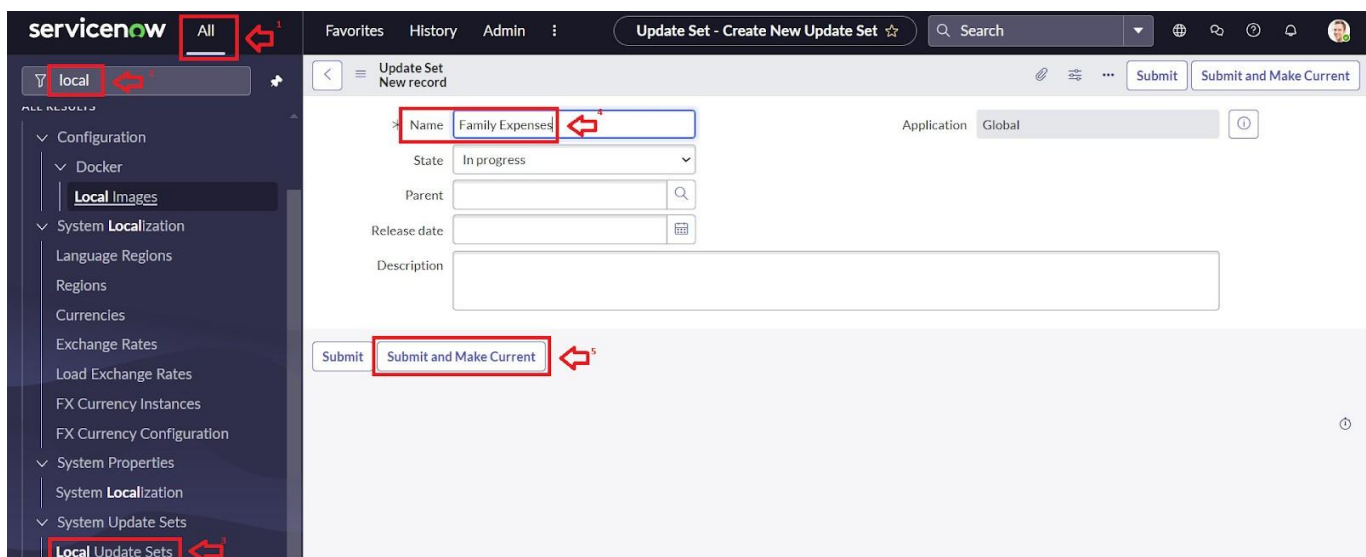 servicenow All 1 Favorites History Admin Update Set - Create New Update Set Search
local 2
Update Set
New record
Submit Submit and Make Current
ALL RESULTS
Configuration
Docker
Local Images
System Localization
Language Regions
Regions
Currencies
Exchange Rates
Load Exchange Rates
FX Currency Instances
FX Currency Configuration
System Properties
System Localization
System Update Sets
Local Update Sets 3
* Name Family Expenses 4
Application Global
State In progress
Parent
Release date
Description
Submit Submit and Make Current 5